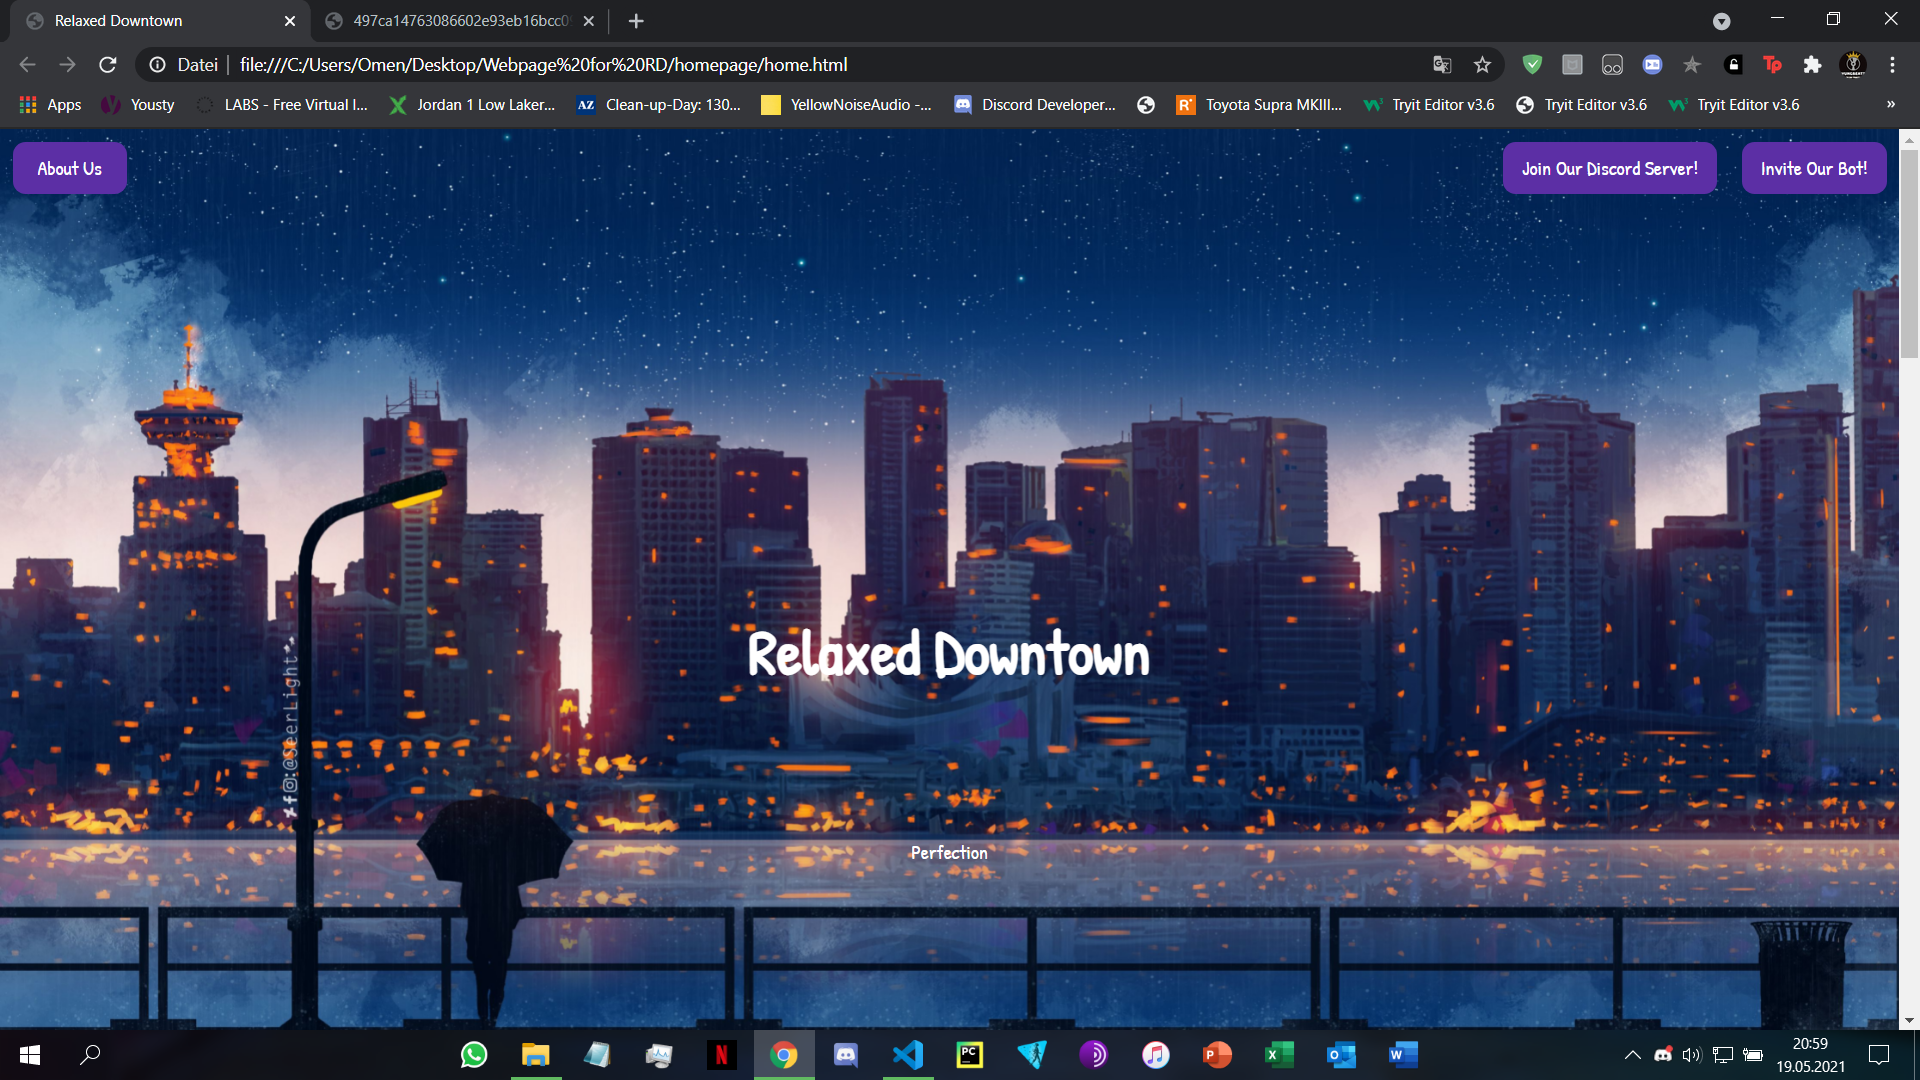 Relaxed Downtown
497ca14763086602e93eb16bcc0
Datei
file:///C:/Users/Omen/Desktop/Webpage%20for%20RD/homepage/home.html
Apps
Yousty
LABS - Free Virtual I...
Jordan 1 Low Laker...
AZ
Clean-up-Day: 130...
YellowNoiseAudio -...
Discord Developer...
R
Toyota Supra MKIII...
Tryit Editor v3.6
Tryit Editor v3.6
Tryit Editor v3.6
»
About Us
Join Our Discord Server!
Invite Our Bot!
Relaxed Downtown
:@SeerLight
Perfection
20:59
19.05.2021